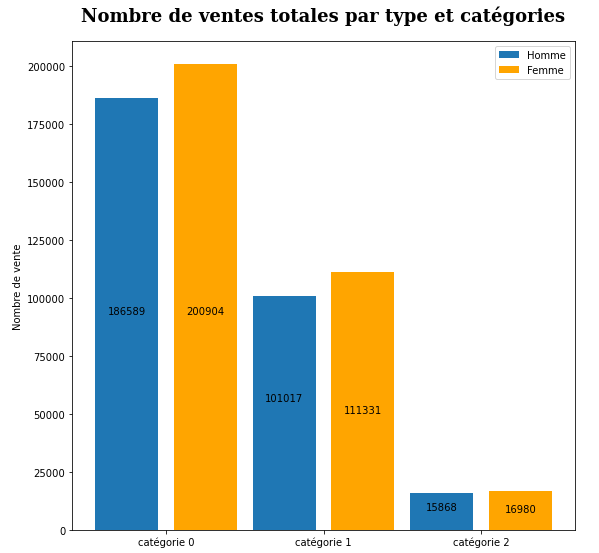 Nombre de ventes totales par type et catégories
Homme
Femme
200000
175000
150000
125000
100000
75000
50000
25000
0
Nombre de vente
186589
200904
101017
111331
15868
16980
catégorie 0
catégorie 1
catégorie 2